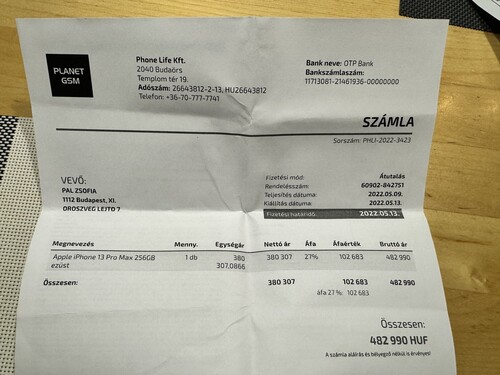 PLANET
GSM
Phone Life Kft.
2040 Budaörs
Templom tér 19.
Adószám: 26643812-2-13, HU26643812
Telefon: +36-70-777-7741
Bank neve: OTP Bank
Bankszámlaszám:
11713081-21461936-00000000
SZÁMLA
Sorszám: PHLI-2022-3423
VEVŐ:
PAL ZSOFIA
1112 Budapest, XI.
OROSZVEG LEJTO 7
Fizetési mód: Átutalás
Rendelésszám: 60902-842751
Teljesítés dátuma: 2022.05.09.
Kiállítás dátuma: 2022.05.13.
Fizetési határidő: 2022.05.13.
Megnevezés Menny. Egységár Nettó ár Áfa Áfaérték Bruttó ár
Apple iPhone 13 Pro Max 256GB 1 db 380 380 307 27% 102 683 482 990
ezüst 307,0866
Összesen: 380 307 102 683 482 990
áfa 27 %: 102 683
Összesen:
482 990 HUF
A számla aláírás és bélyegző nélkül is érvényes!